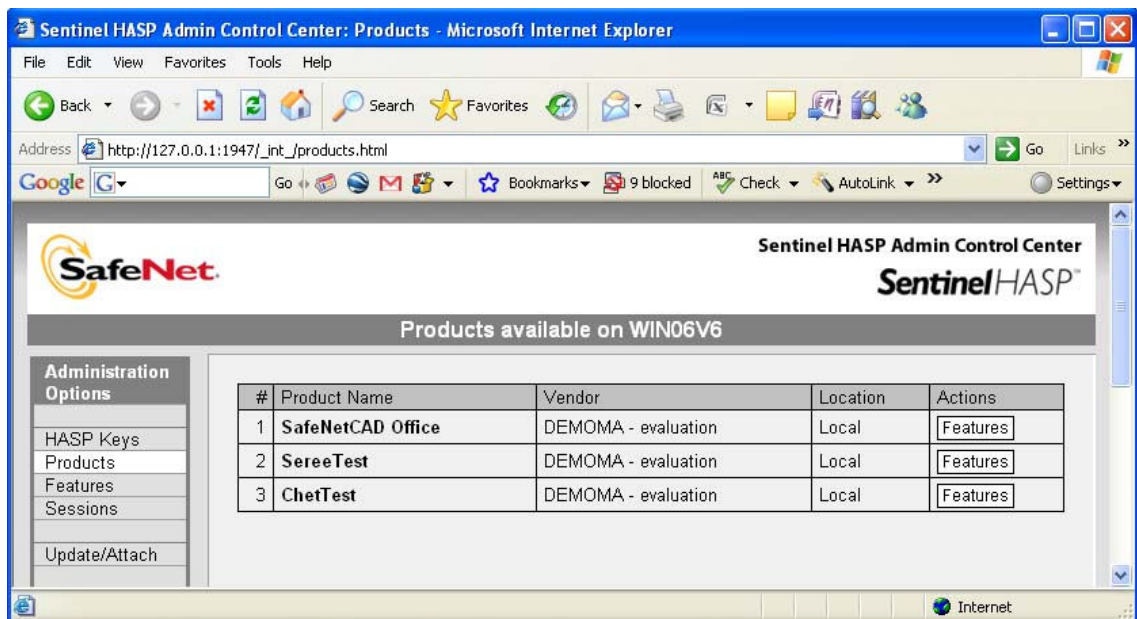 Sentinel HASP Admin Control Center: Products - Microsoft Internet Explorer
File Edit View Favorites Tools Help
Back Search Favorites
Address http://127.0.0.1:1947/_int_/products.html Go Links »
Google G Go Bookmarks 9 blocked ABC Check AutoLink » Settings
SafeNet.
Sentinel HASP Admin Control Center
Sentinel HASP™
Products available on WIN06V6
Administration
Options
HASP Keys
Products
Features
Sessions
Update/Attach
# Product Name Vendor Location Actions
1 SafeNetCAD Office DEMOMA - evaluation Local Features
2 SereeTest DEMOMA - evaluation Local Features
3 ChetTest DEMOMA - evaluation Local Features
Internet